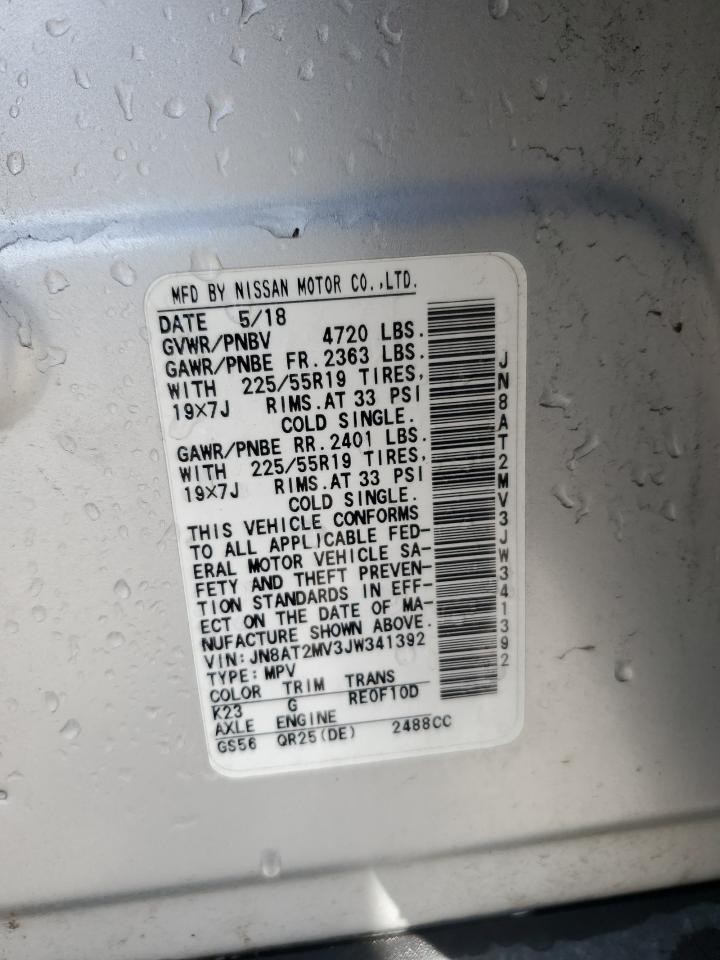 MFD BY NISSAN MOTOR CO.,LTD.
DATE 5/18
GVWR/PNBV 4720 LBS.
GAWR/PNBE FR.2363 LBS.
WITH 225/55R19 TIRES,
19X7J RIMS.AT 33 PSI
COLD SINGLE.
GAWR/PNBE RR.2401 LBS.
WITH 225/55R19 TIRES,
19X7J RIMS.AT 33 PSI
COLD SINGLE.
THIS VEHICLE CONFORMS
TO ALL APPLICABLE FED-
ERAL MOTOR VEHICLE SA-
FETY AND THEFT PREVEN-
TION STANDARDS IN EFF-
ECT ON THE DATE OF MA-
NUFACTURE SHOWN ABOVE.
VIN:JN8AT2MV3JW341392
TYPE:MPV
COLOR TRIM TRANS
K23 G RE0F10D
AXLE ENGINE
GS56 QR25(DE) 2488CC
JN8AT2MV3JW341392